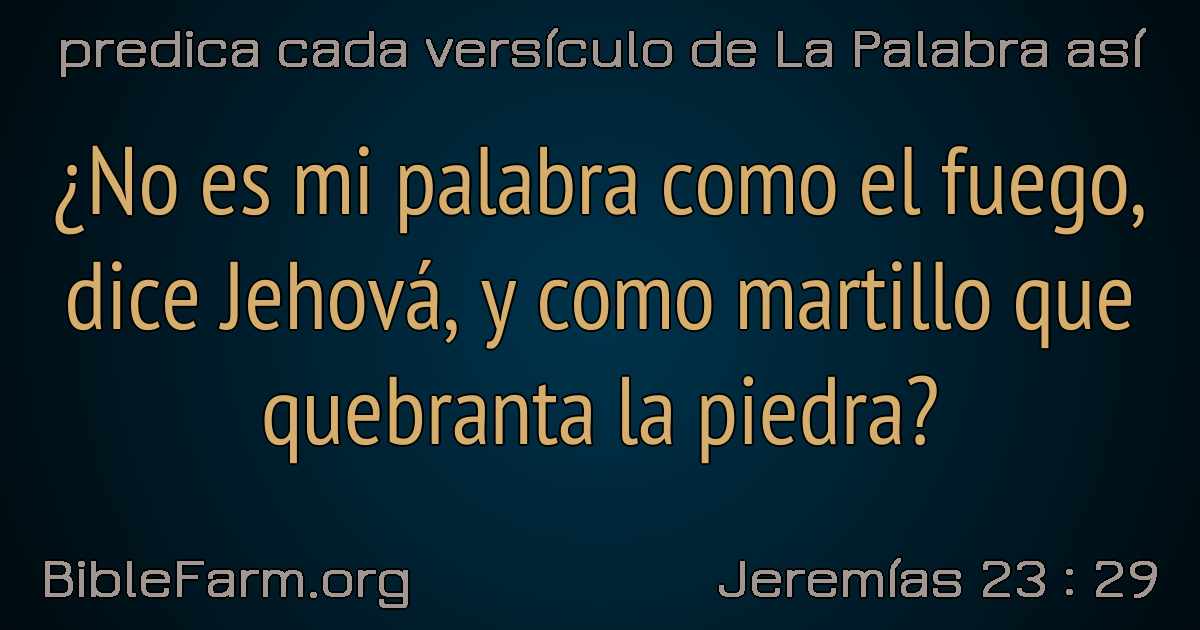 predica cada versículo de La Palabra así
¿No es mi palabra como el fuego,
dice Jehová, y como martillo que
quebranta la piedra?
BibleFarm.org
Jeremías 23 : 29